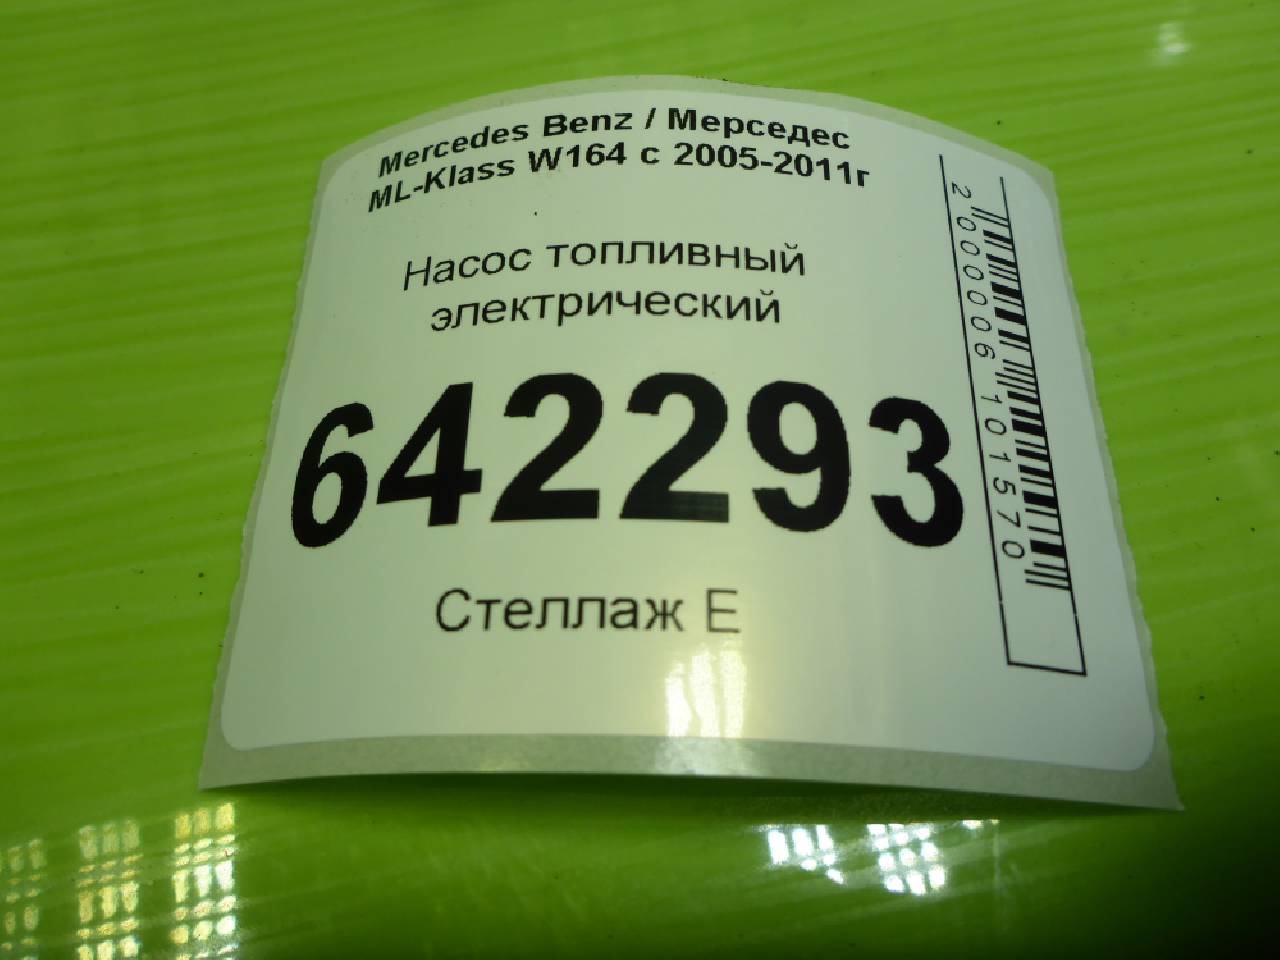 Mercedes Benz / Мерседес
ML-Klass W164 с 2005-2011г
Насос топливный
электрический
642293
Стеллаж Е
2000006101570